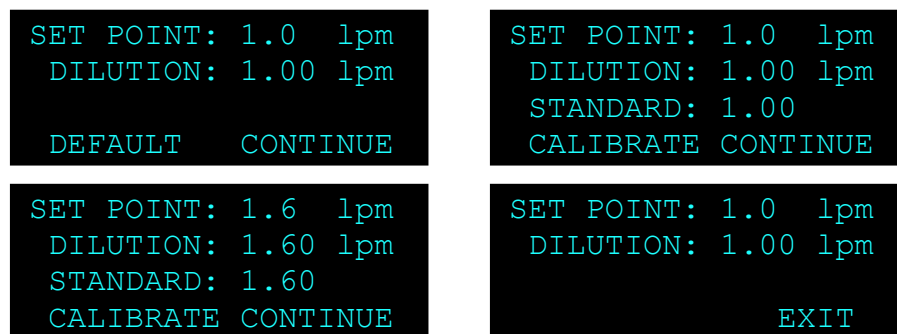 SET POINT: 1.0 lpm
DILUTION: 1.00 lpm
DEFAULT CONTINUE
SET POINT: 1.0 lpm
DILUTION: 1.00 lpm
STANDARD: 1.00
CALIBRATE CONTINUE
SET POINT: 1.6 lpm
DILUTION: 1.60 lpm
STANDARD: 1.60
CALIBRATE CONTINUE
SET POINT: 1.0 lpm
DILUTION: 1.00 lpm
EXIT